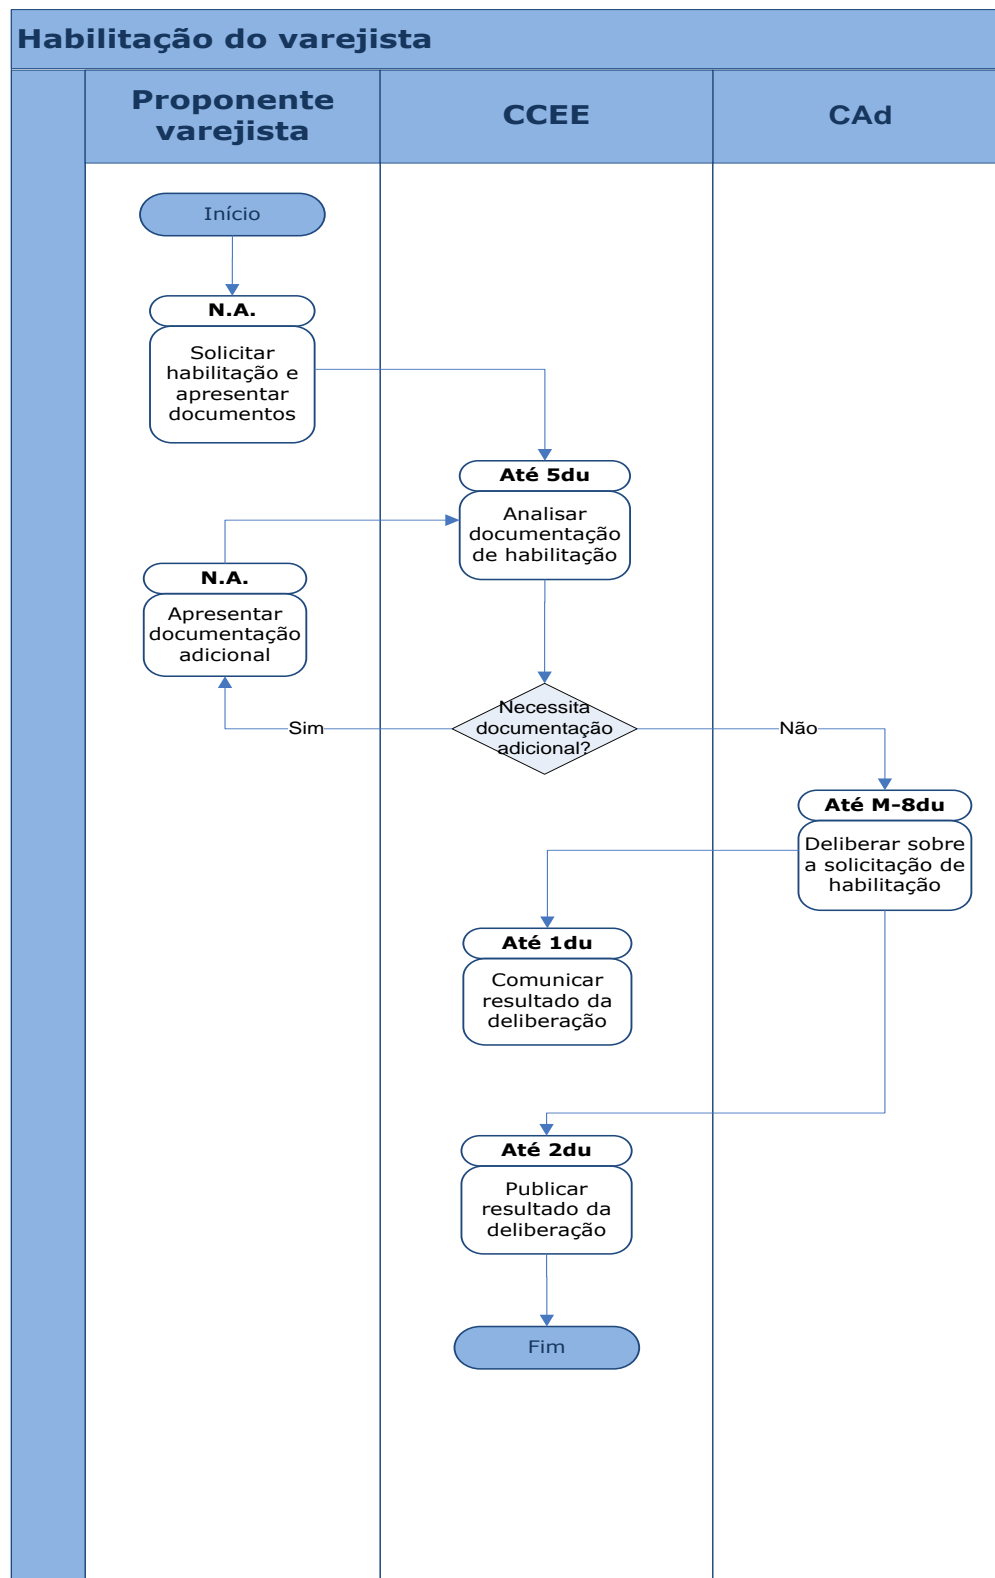 Habilitação do varejista
Proponente
varejista
CCEE
CAd
Início
N.A.
Solicitar
habilitação e
apresentar
documentos
Até 5du
Analisar
documentação
de habilitação
N.A.
Apresentar
documentação
adicional
Necessita
documentação
adicional?
Sim
Não
Até M-8du
Deliberar sobre
a solicitação de
habilitação
Até 1du
Comunicar
resultado da
deliberação
Até 2du
Publicar
resultado da
deliberação
Fim